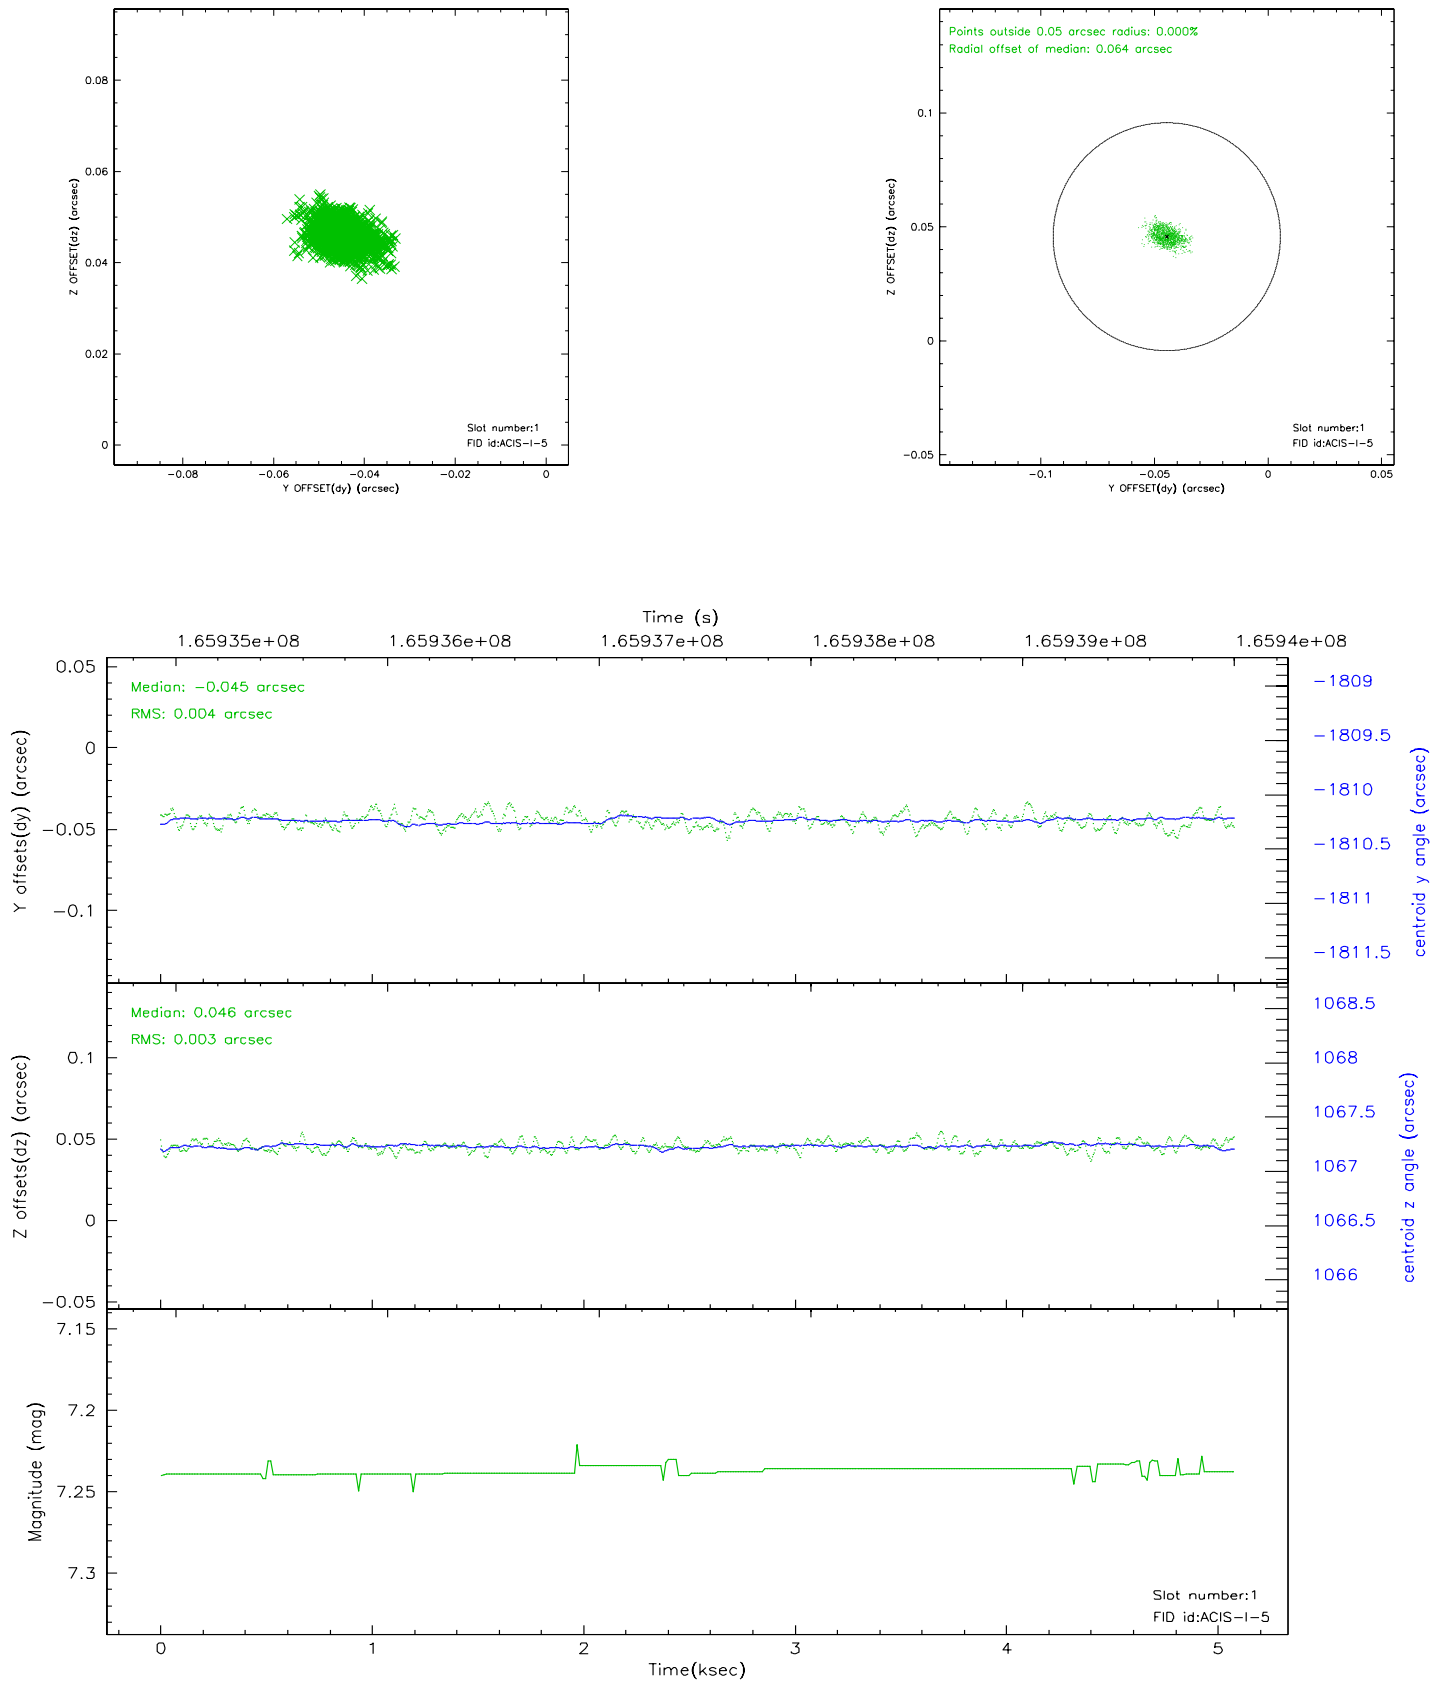 0.08
0.06
0.04
0.02
0
Z OFFSET(dz) (arcsec)
Slot number:1
FID id:ACIS-I-5
-0.08 -0.06 -0.04 -0.02 0
Y OFFSET(dy) (arcsec)
Points outside 0.05 arcsec radius: 0.000%
Radial offset of median: 0.064 arcsec
0.1
0.05
0
-0.05
Z OFFSET(dz) (arcsec)
Slot number:1
FID id:ACIS-I-5
-0.1 -0.05 0 0.05
Y OFFSET(dy) (arcsec)
Time (s)
1.65935e+08 1.65936e+08 1.65937e+08 1.65938e+08 1.65939e+08 1.6594e+08
Median: -0.045 arcsec
RMS: 0.004 arcsec
0.05
0
-0.05
-0.1
Y offsets(dy) (arcsec)
-1809
-1809.5
-1810
-1810.5
-1811
-1811.5
centroid y angle (arcsec)
Median: 0.046 arcsec
RMS: 0.003 arcsec
0.1
0.05
0
-0.05
Z offsets(dz) (arcsec)
1068.5
1068
1067.5
1067
1066.5
1066
centroid z angle (arcsec)
7.15
7.2
7.25
7.3
Magnitude (mag)
Slot number:1
FID id:ACIS-I-5
0 1 2 3 4 5
Time(ksec)